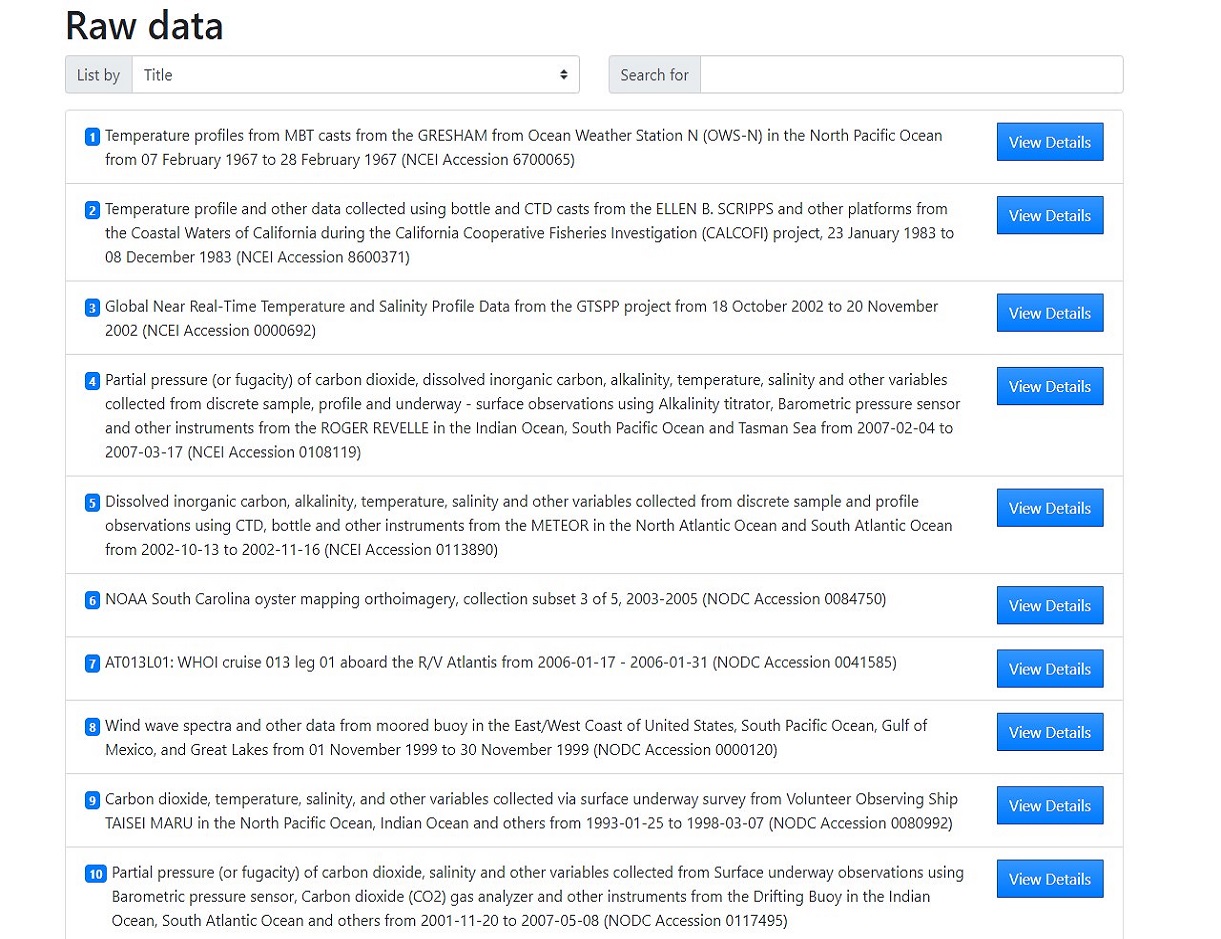 Raw data
List by Title Search for
1 Temperature profiles from MBT casts from the GRESHAM from Ocean Weather Station N (OWS-N) in the North Pacific Ocean
from 07 February 1967 to 28 February 1967 (NCEI Accession 6700065)
View Details
2 Temperature profile and other data collected using bottle and CTD casts from the ELLEN B. SCRIPPS and other platforms from
the Coastal Waters of California during the California Cooperative Fisheries Investigation (CALCOFI) project, 23 January 1983 to
08 December 1983 (NCEI Accession 8600371)
View Details
3 Global Near Real-Time Temperature and Salinity Profile Data from the GTSPP project from 18 October 2002 to 20 November
2002 (NCEI Accession 0000692)
View Details
4 Partial pressure (or fugacity) of carbon dioxide, dissolved inorganic carbon, alkalinity, temperature, salinity and other variables
collected from discrete sample, profile and underway - surface observations using Alkalinity titrator, Barometric pressure sensor
and other instruments from the ROGER REVELLE in the Indian Ocean, South Pacific Ocean and Tasman Sea from 2007-02-04 to
2007-03-17 (NCEI Accession 0108119)
View Details
5 Dissolved inorganic carbon, alkalinity, temperature, salinity and other variables collected from discrete sample and profile
observations using CTD, bottle and other instruments from the METEOR in the North Atlantic Ocean and South Atlantic Ocean
from 2002-10-13 to 2002-11-16 (NCEI Accession 0113890)
View Details
6 NOAA South Carolina oyster mapping orthoimagery, collection subset 3 of 5, 2003-2005 (NODC Accession 0084750)
View Details
7 AT013L01: WHOI cruise 013 leg 01 aboard the R/V Atlantis from 2006-01-17 - 2006-01-31 (NODC Accession 0041585)
View Details
8 Wind wave spectra and other data from moored buoy in the East/West Coast of United States, South Pacific Ocean, Gulf of
Mexico, and Great Lakes from 01 November 1999 to 30 November 1999 (NODC Accession 0000120)
View Details
9 Carbon dioxide, temperature, salinity, and other variables collected via surface underway survey from Volunteer Observing Ship
TAISEI MARU in the North Pacific Ocean, Indian Ocean and others from 1993-01-25 to 1998-03-07 (NODC Accession 0080992)
View Details
10 Partial pressure (or fugacity) of carbon dioxide, salinity and other variables collected from Surface underway observations using
Barometric pressure sensor, Carbon dioxide (CO2) gas analyzer and other instruments from the Drifting Buoy in the Indian
Ocean, South Atlantic Ocean and others from 2001-11-20 to 2007-05-08 (NODC Accession 0117495)
View Details